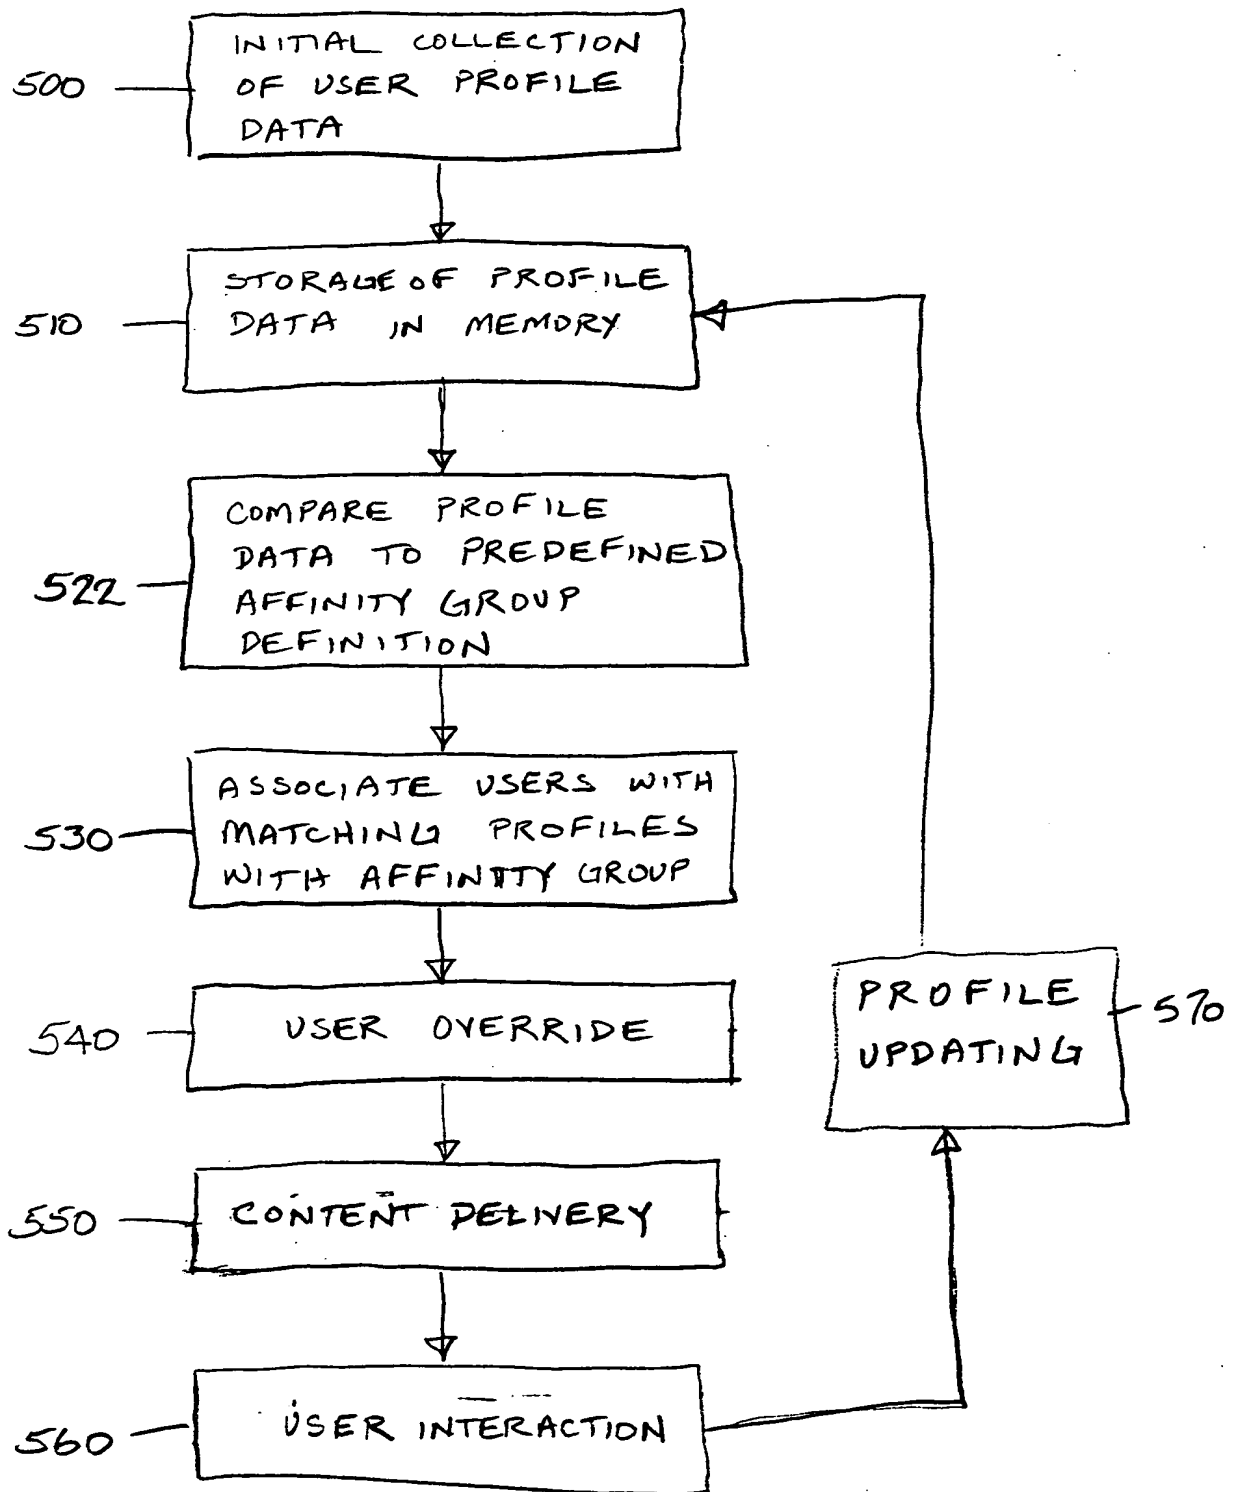 INITIAL COLLECTION
500
OF USER PROFILE
DATA
STORAGE OF PROFILE
510
DATA IN MEMORY
COMPARE PROFILE
DATA TO PREDEFINED
522
AFFINITY GROUP
DEFINITION
ASSOCIATE USERS WITH
530
MATCHING PROFILES
WITH AFFINITY GROUP
540
USER OVERRIDE
PROFILE
UPDATING
570
550
CONTENT DELIVERY
560
USER INTERACTION